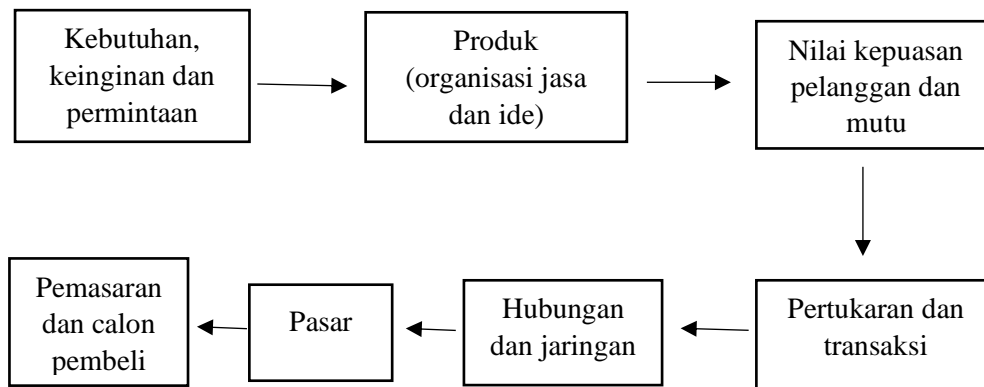 Kebutuhan,
keinginan dan
permintaan
Produk
(organisasi jasa
dan ide)
Nilai kepuasan
pelanggan dan
mutu
Pertukaran dan
transaksi
Hubungan
dan jaringan
Pasar
Pemasaran
dan calon
pembeli